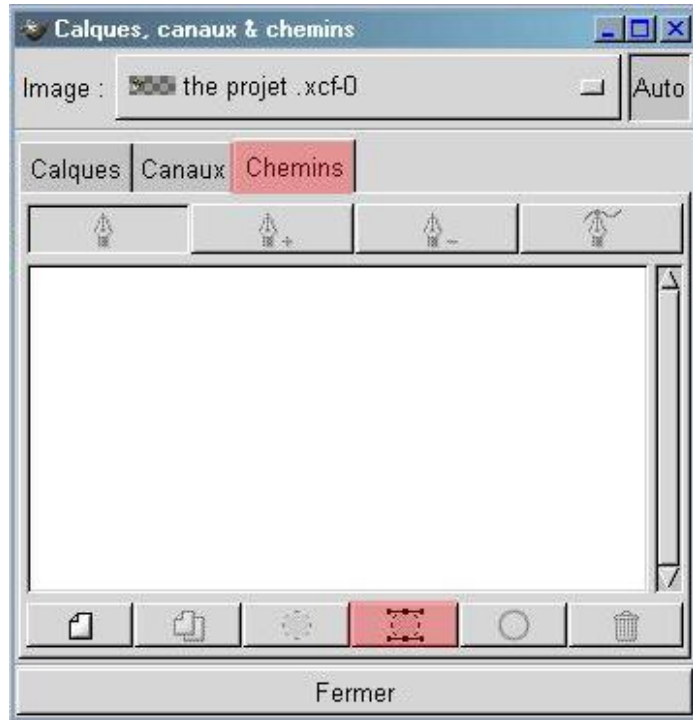 Calques, canaux & chemins
Image : the projet .xcf-0 Auto
Calques Canaux Chemins
Fermer